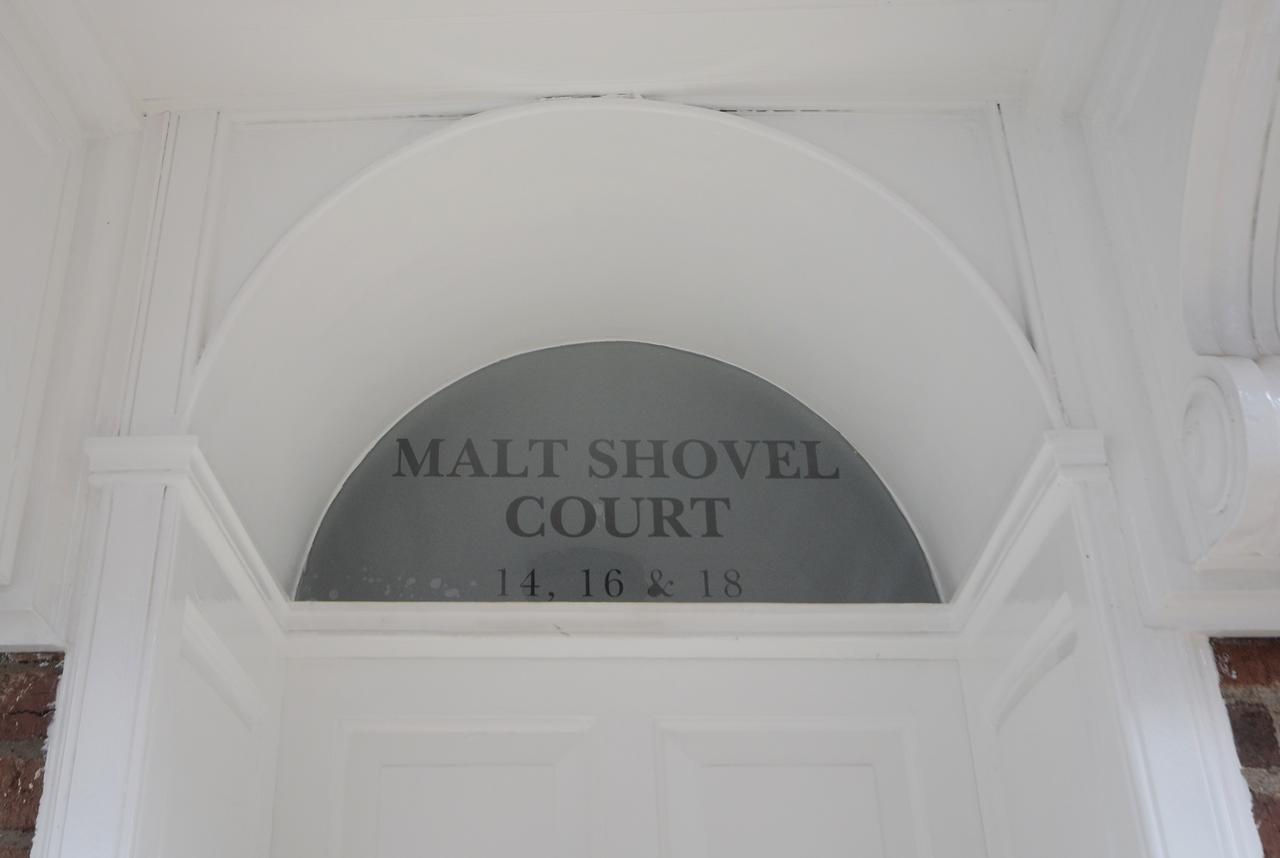 MALT SHOVEL
COURT
14, 16 & 18